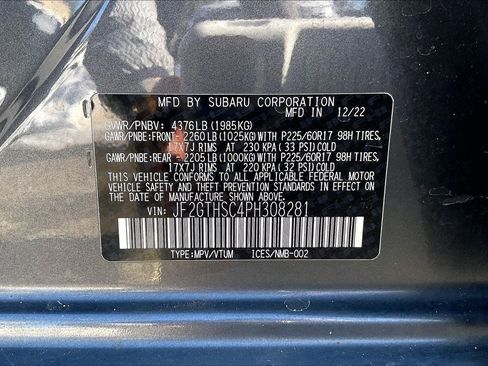 MFD BY SUBARU CORPORATION
MFD IN 12/22
GVWR/PNBV: 4376LB(1985KG)
GAWR/PNBE:FRONT- 2260LB(1025KG)WITH P225/60R17 98H TIRES,
17X7J RIMS AT 230 KPA(33 PSI)COLD
GAWR/PNBE:REAR - 2205LB(1000KG)WITH P225/60R17 98H TIRES,
17X7J RIMS AT 220 KPA(32 PSI)COLD
THIS VEHICLE CONFORMS TO ALL APPLICABLE FEDERAL MOTOR
VEHICLE SAFETY AND BUMPER STANDARDS IN EFFECT ON THE
DATE OF MANUFACTURE SHOWN ABOVE.
VIN: JF2GTHSC4PH308281
TYPE:MPV/VTUM ICES/NMB-002